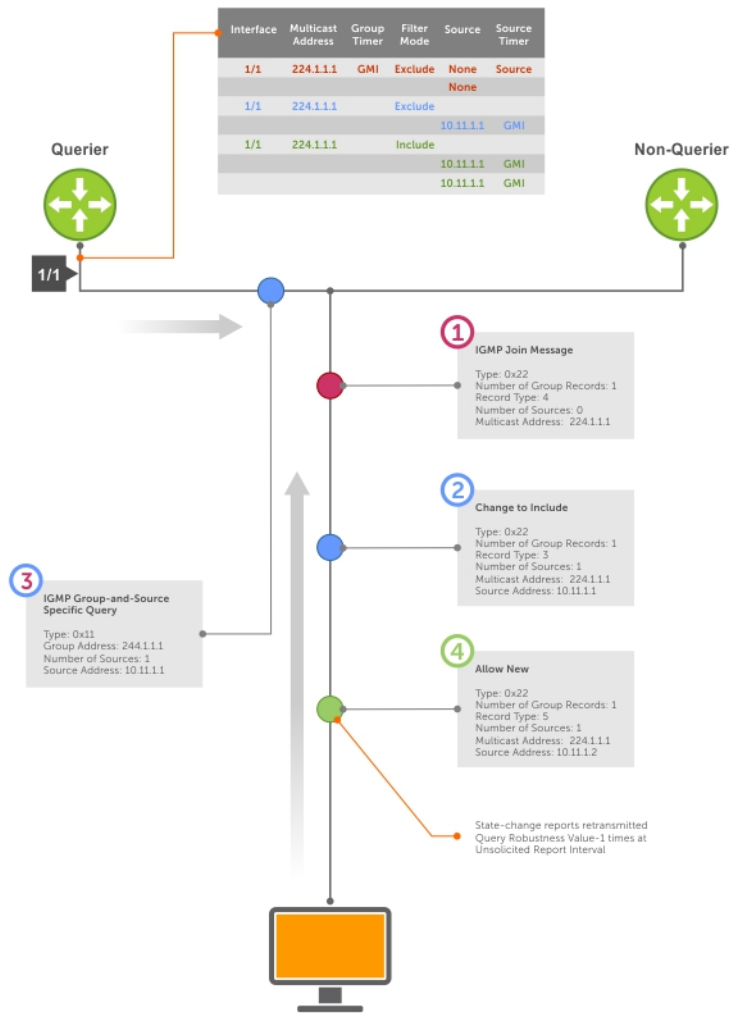 Interface Multicast Address Group Timer Filter Mode Source Source Timer
1/1 224.1.1.1 GMI Exclude None Source
None
1/1 224.1.1.1 Exclude
10.11.1.1 GMI
1/1 224.1.1.1 Include
10.11.1.1 GMI
10.11.1.1 GMI
Querier
Non-Querier
1/1
1
IGMP Join Message
Type: 0x22
Number of Group Records: 1
Record Type: 4
Number of Sources: 0
Multicast Address: 224.1.1.1
2
Change to Include
Type: 0x22
Number of Group Records: 1
Record Type: 3
Number of Sources: 1
Multicast Address: 224.1.1.1
Source Address: 10.11.1.1
3
IGMP Group-and-Source
Specific Query
Type: 0x11
Group Address: 244.1.1.1
Number of Sources: 1
Source Address: 10.11.1.1
4
Allow New
Type: 0x22
Number of Group Records: 1
Record Type: 5
Number of Sources: 1
Multicast Address: 224.1.1.1
Source Address: 10.11.1.2
State-change reports retransmitted
Query Robustness Value-1 times at
Unsolicited Report Interval